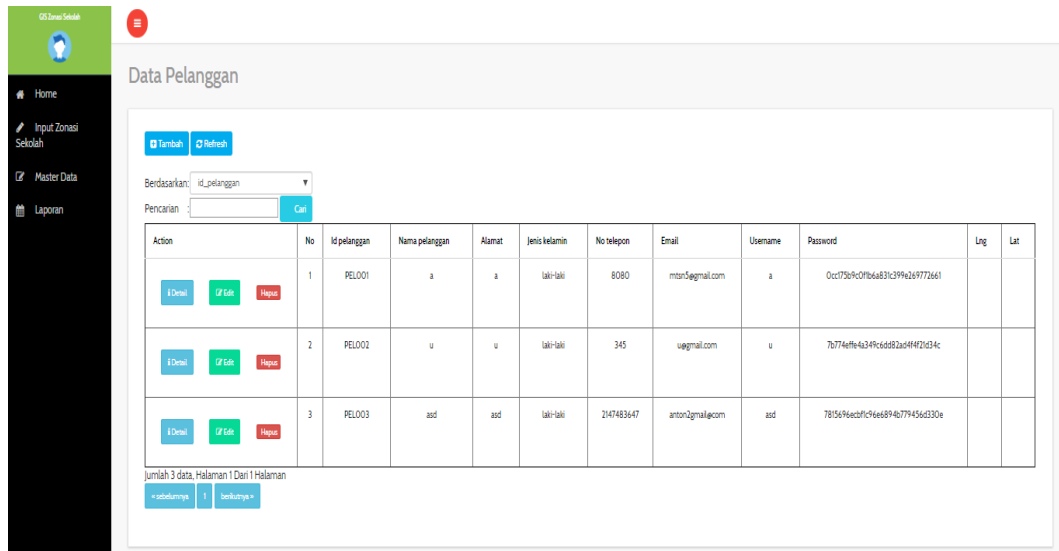 GIS Zonasi Sekolah
Home
Input Zonasi
Sekolah
Master Data
Laporan
Data Pelanggan
Tambah Refresh
Berdasarkan: id_pelanggan
Pencarian : Cari
Action No Id pelanggan Nama pelanggan Alamat Jenis kelamin No telepon Email Username Password Lng Lat
Detail Edit Hapus 1 PEL001 a a laki-laki 8080 mtsn5@gmail.com a 0cc175b9c0f1b6a831c399e269772661
Detail Edit Hapus 2 PEL002 u u laki-laki 345 u@gmail.com u 7b774effe4a349c6dd82ad4f4f21d34c
Detail Edit Hapus 3 PEL003 asd asd laki-laki 2147483647 anton2gmail@com asd 7815696ecbf1c96e6894b779456d330e
Jumlah 3 data, Halaman 1 Dari 1 Halaman
« sebelumnya 1 berikutnya »